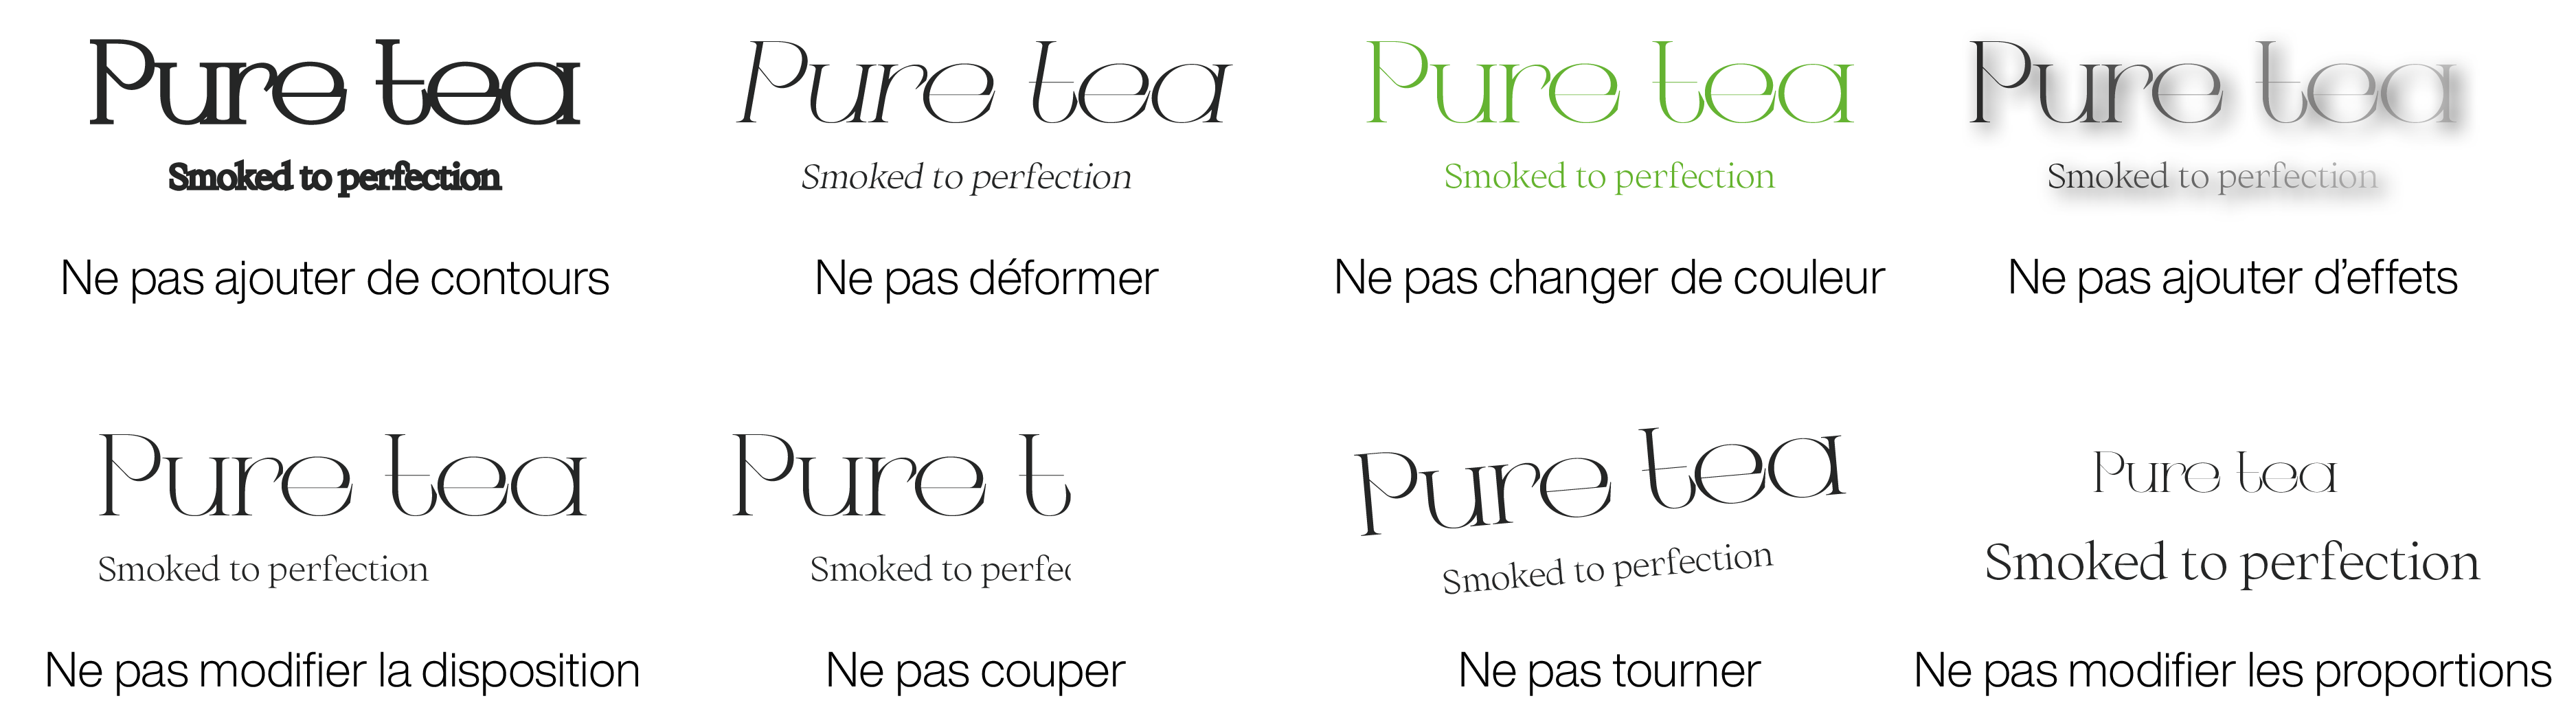 Pure tea
Smoked to perfection
Ne pas ajouter de contours
Pure tea
Smoked to perfection
Ne pas déformer
Pure tea
Smoked to perfection
Ne pas changer de couleur
Pure tea
Smoked to perfection
Ne pas ajouter d’effets
Pure tea
Smoked to perfection
Ne pas modifier la disposition
Pure t
Smoked to perfec
Ne pas couper
Pure tea
Smoked to perfection
Ne pas tourner
Pure tea
Smoked to perfection
Ne pas modifier les proportions